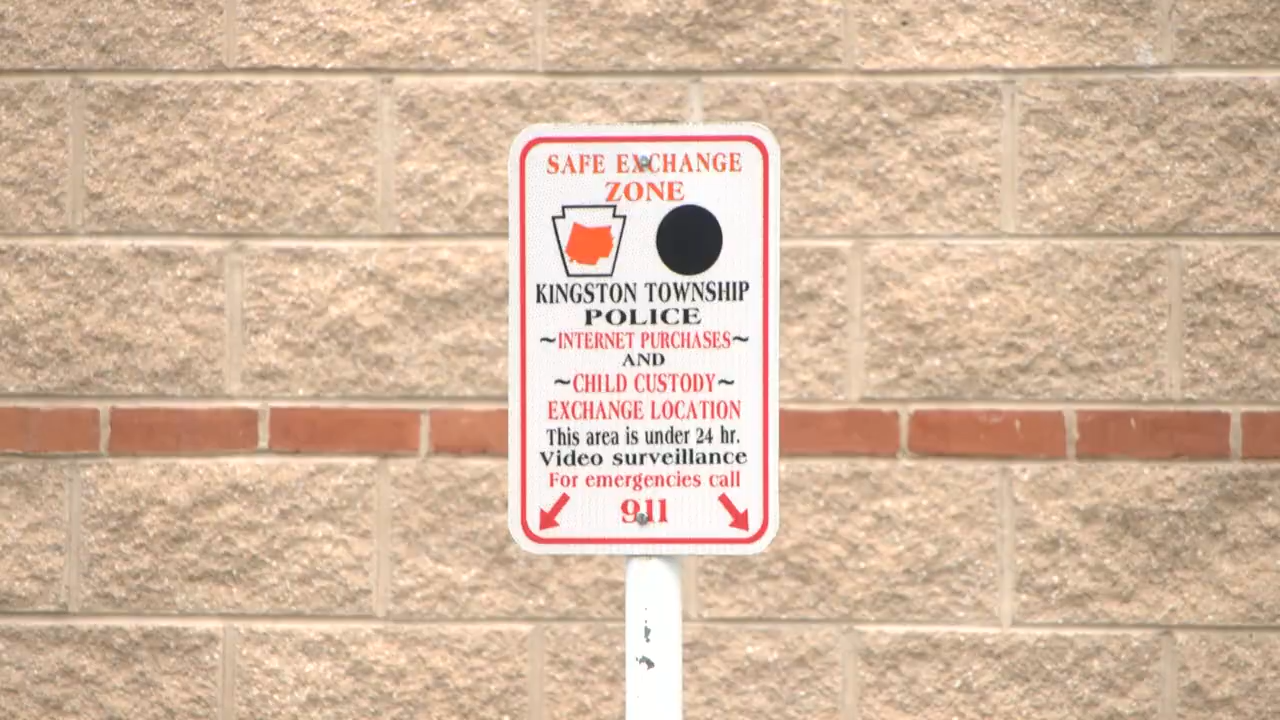 SAFE EXCHANGE
ZONE
KINGSTON TOWNSHIP
POLICE
~INTERNET PURCHASES~
AND
~CHILD CUSTODY~
EXCHANGE LOCATION
This area is under 24 hr.
Video surveillance
For emergencies call
911